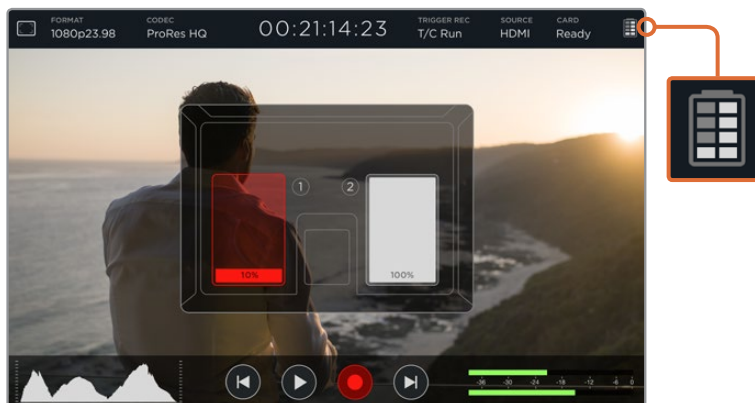 FORMAT
1080p23.98
CODEC
ProRes HQ
00:21:14:23
TRIGGER REC
T/C Run
SOURCE
HDMI
CARD
Ready
1
2
10%
100%
-36 -30 -24 -18 -12 -6 0